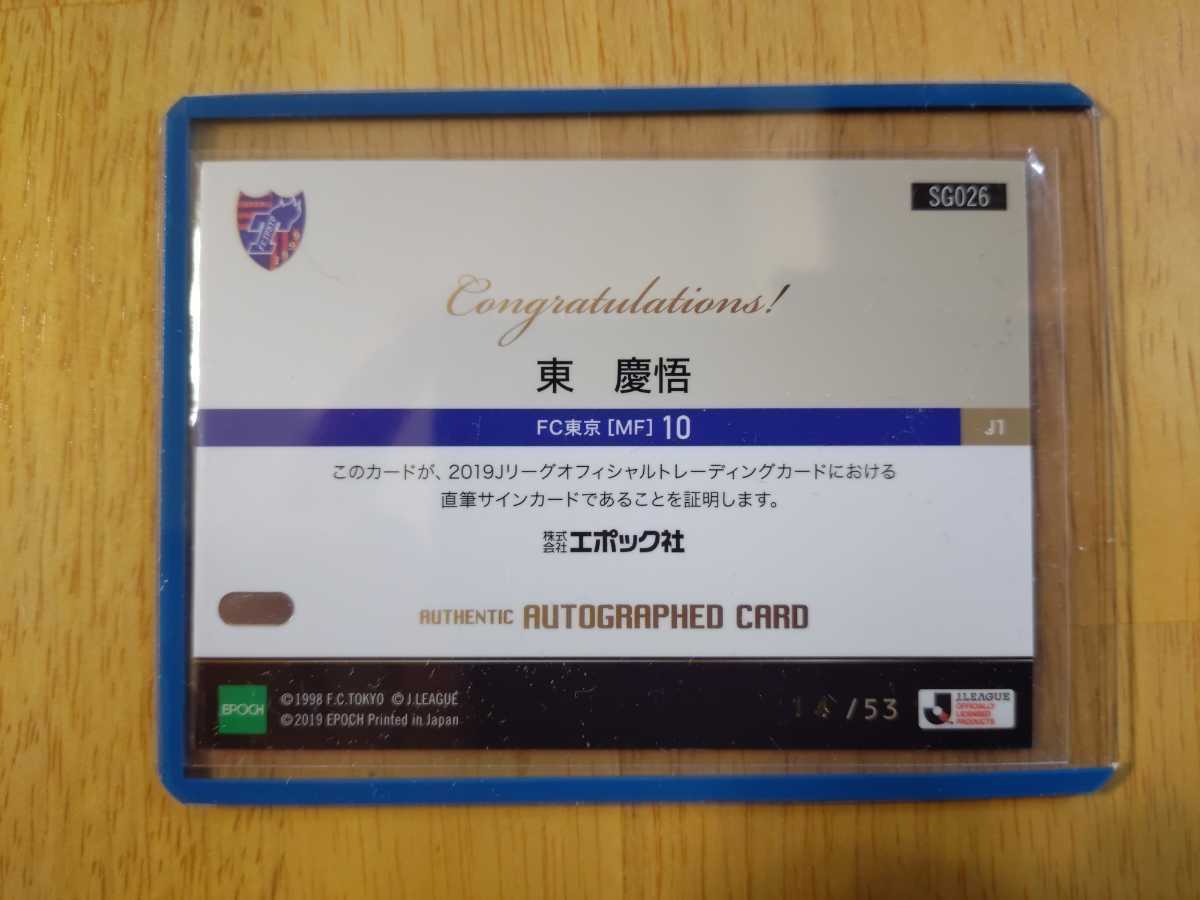 SG026
FC TOKYO
Congratulations!
東 慶悟
FC東京 [MF] 10
J1
このカードが、2019Jリーグオフィシャルトレーディングカードにおける
直筆サインカードであることを証明します。
株式会社エポック社
AUTHENTIC AUTOGRAPHED CARD
EPOCH
©1998 F.C.TOKYO ©J.LEAGUE
©2019 EPOCH Printed in Japan
/53
J.LEAGUE
OFFICIALLY
LICENSED
PRODUCTS